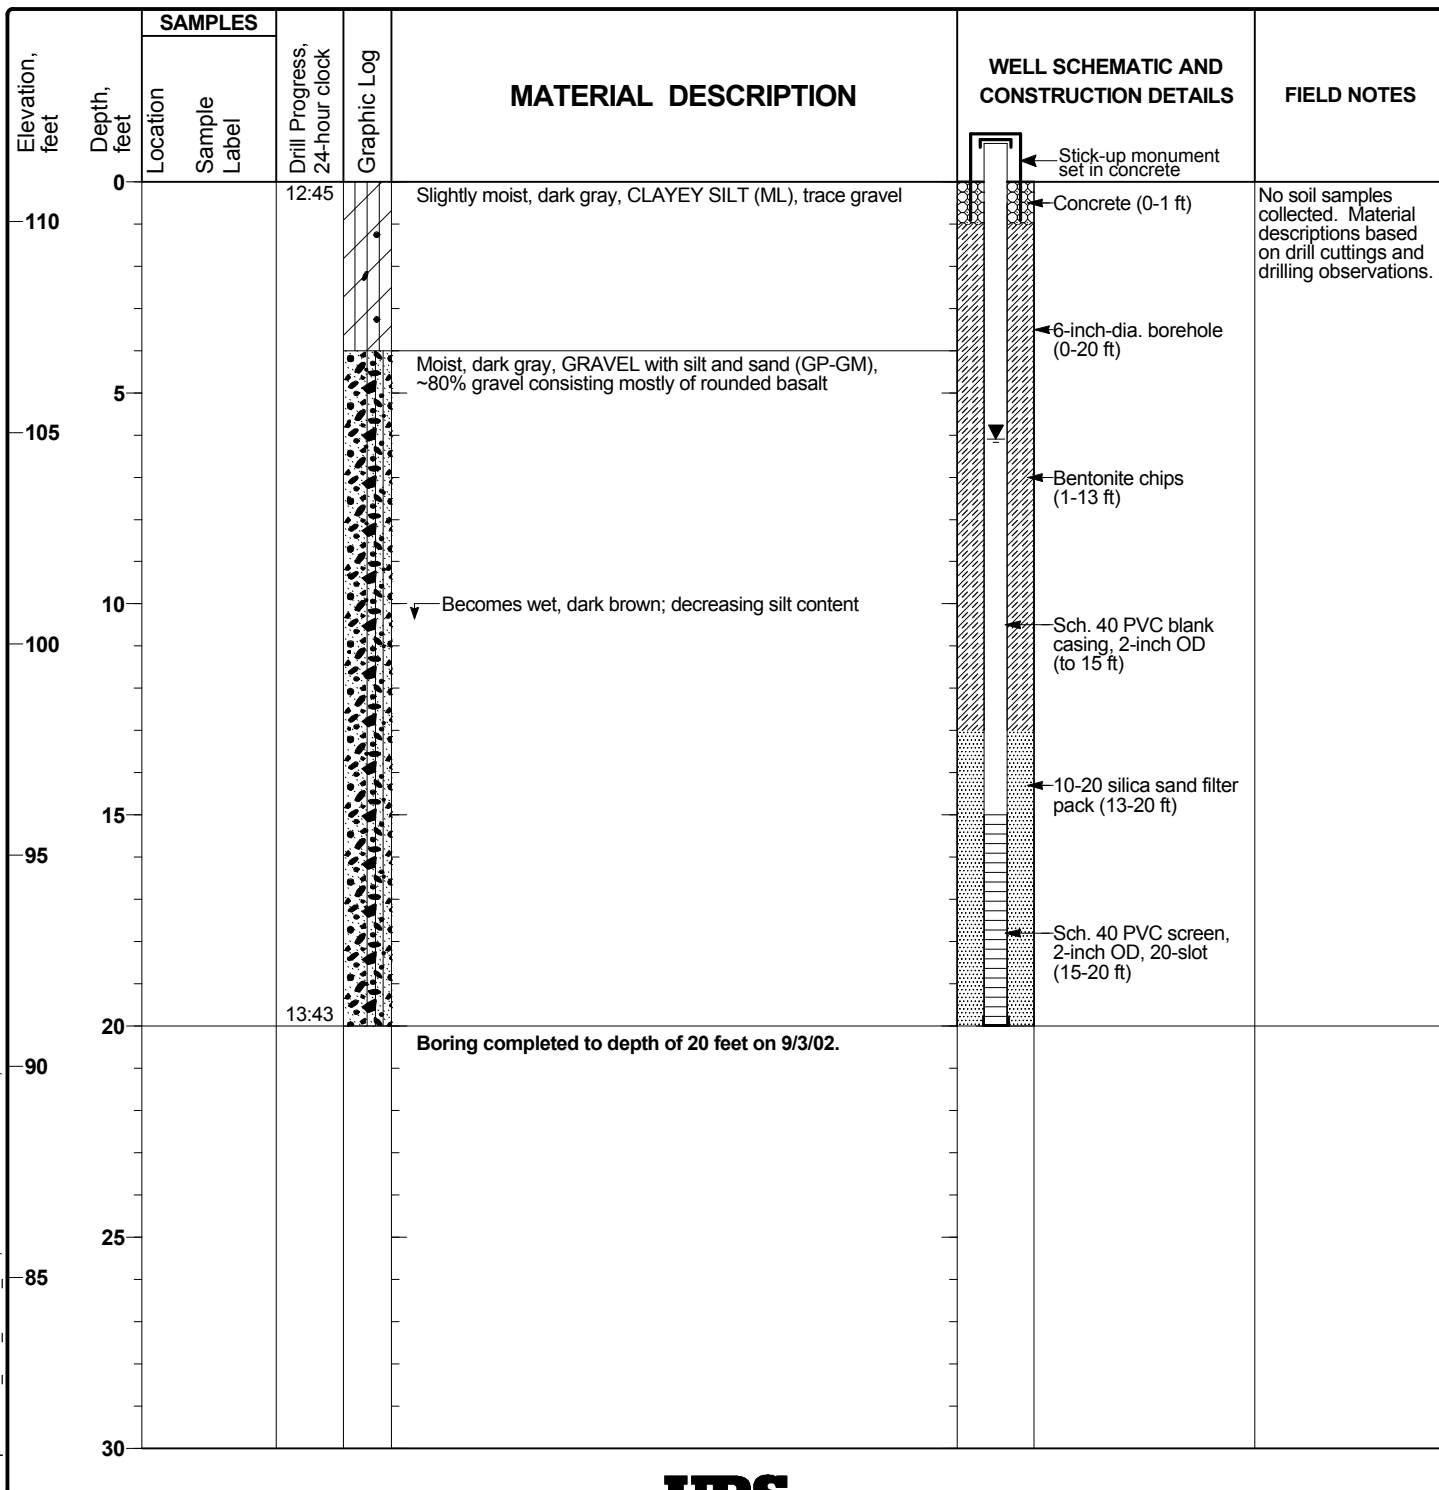 SAMPLES
Elevation,
feet
Depth,
feet
Location
Sample
Label
Drill Progress,
24-hour clock
Graphic Log
MATERIAL DESCRIPTION
WELL SCHEMATIC AND
CONSTRUCTION DETAILS
FIELD NOTES
Stick-up monument
set in concrete
0
12:45
Slightly moist, dark gray, CLAYEY SILT (ML), trace gravel
Concrete (0-1 ft)
No soil samples
collected. Material
descriptions based
on drill cuttings and
drilling observations.
110
6-inch-dia. borehole
(0-20 ft)
Moist, dark gray, GRAVEL with silt and sand (GP-GM),
~80% gravel consisting mostly of rounded basalt
5
105
Bentonite chips
(1-13 ft)
10
Becomes wet, dark brown; decreasing silt content
100
Sch. 40 PVC blank
casing, 2-inch OD
(to 15 ft)
10-20 silica sand filter
pack (13-20 ft)
15
95
Sch. 40 PVC screen,
2-inch OD, 20-slot
(15-20 ft)
13:43
20
Boring completed to depth of 20 feet on 9/3/02.
90
25
85
30